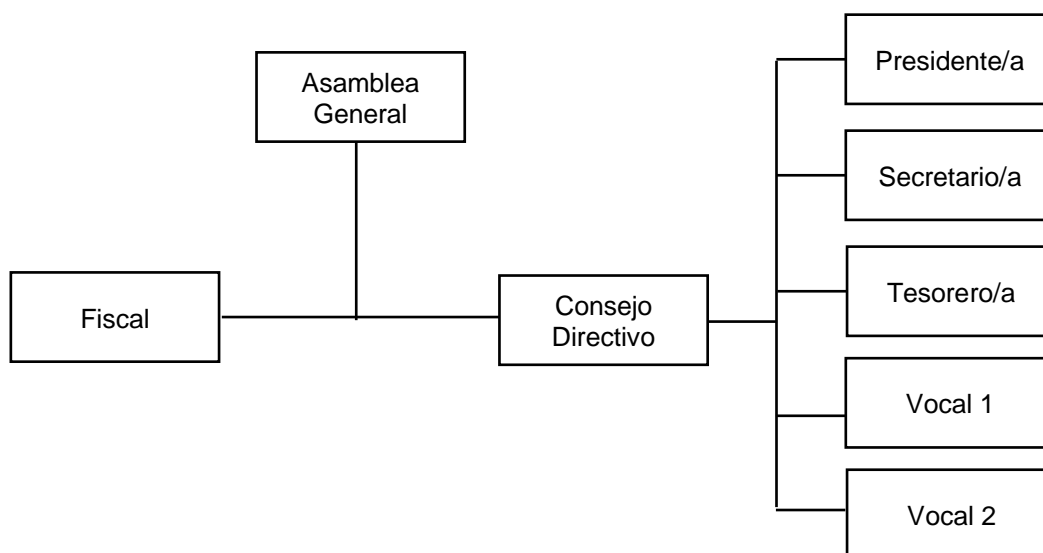 Asamblea
General
Fiscal
Consejo
Directivo
Presidente/a
Secretario/a
Tesorero/a
Vocal 1
Vocal 2